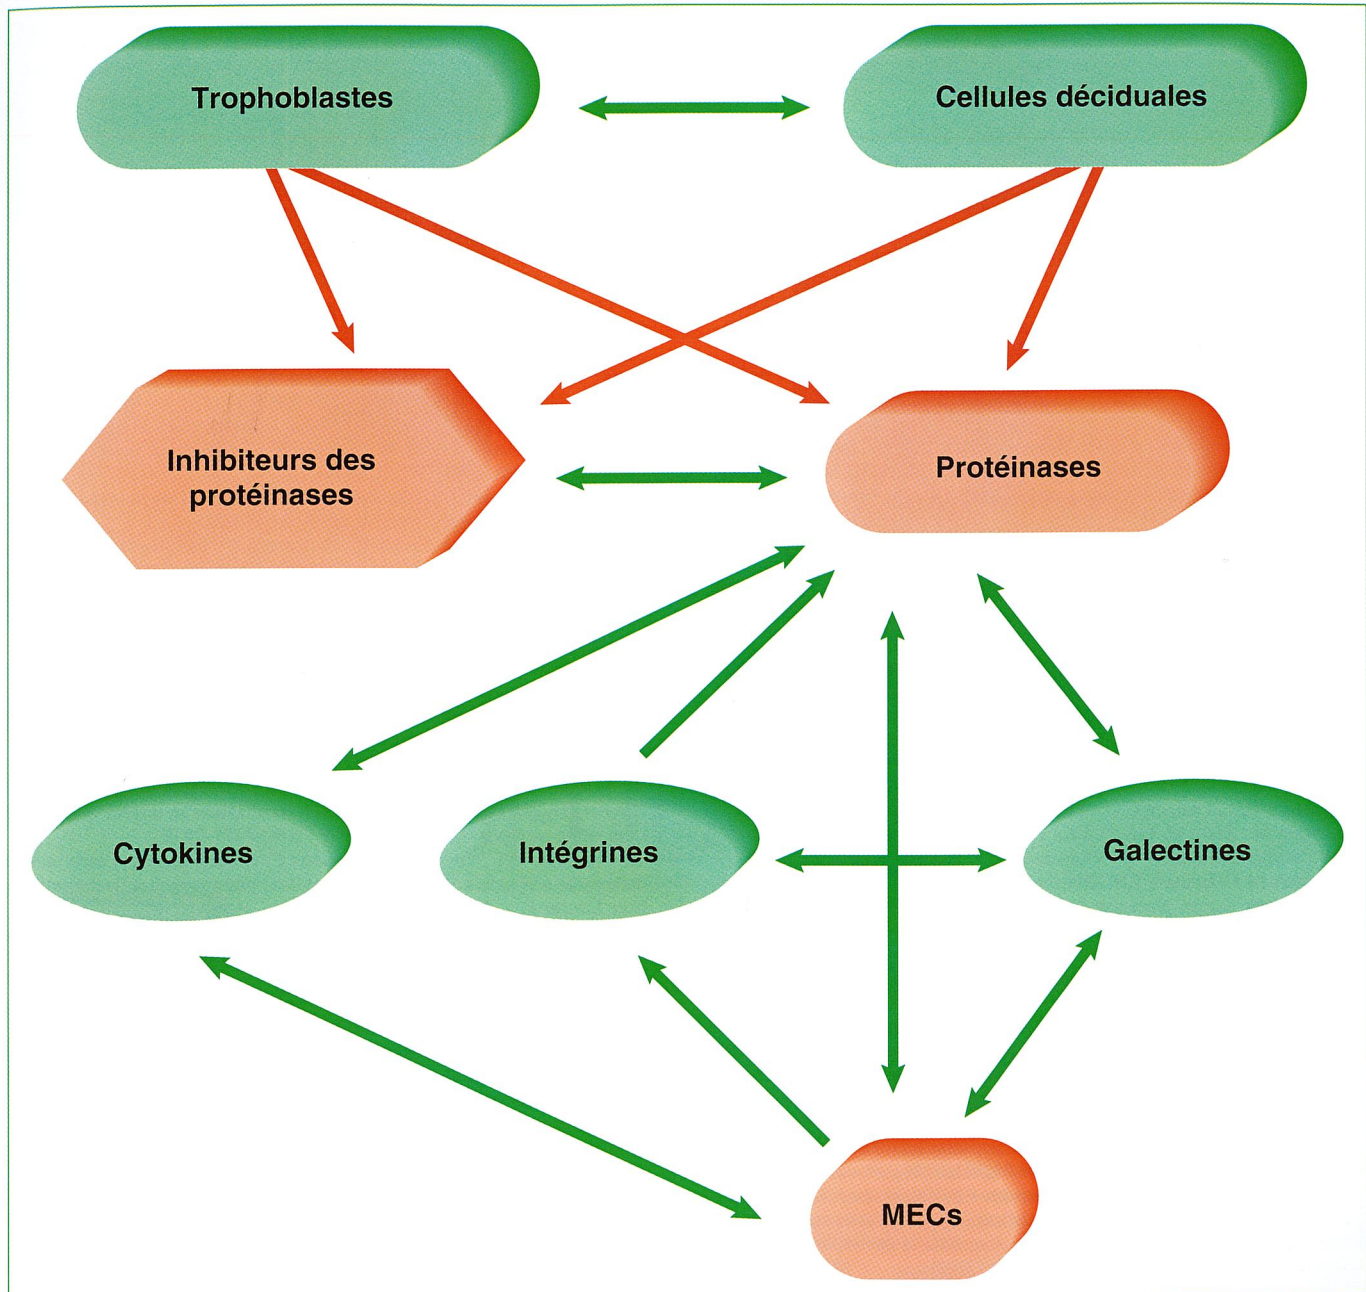 Trophoblastes
Cellules déciduales
Inhibiteurs des
protéinases
Protéinases
Cytokines
Intégrines
Galectines
MECs